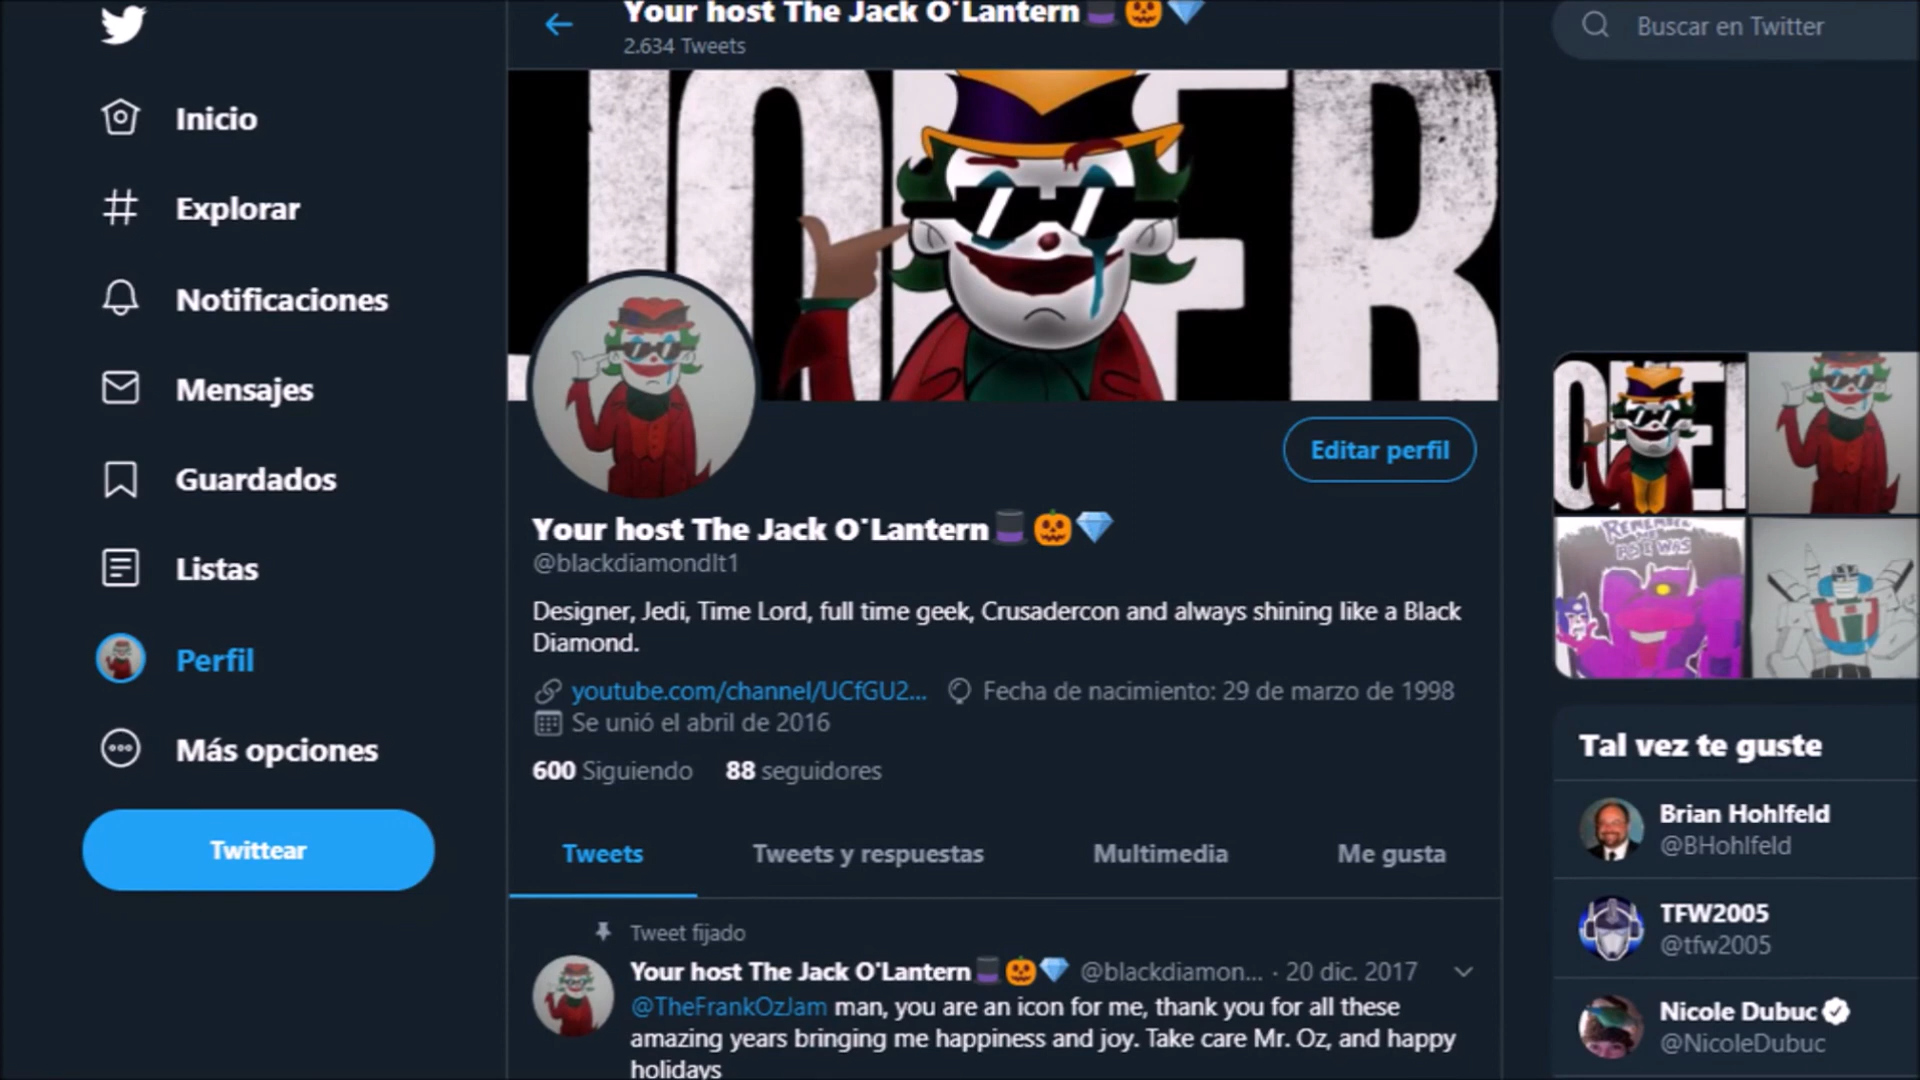 Your host The Jack O'Lantern🎩🎃💎
2.634 Tweets
Buscar en Twitter
Inicio
Explorar
Notificaciones
Mensajes
Guardados
Listas
Perfil
Más opciones
Twittear
JOKER
Editar perfil
Your host The Jack O'Lantern🎩🎃💎
@blackdiamondlt1
Designer, Jedi, Time Lord, full time geek, Crusadercon and always shining like a Black
Diamond.
youtube.com/channel/UCfGU2... Fecha de nacimiento: 29 de marzo de 1998
Se unió el abril de 2016
600 Siguiendo 88 seguidores
Tweets Tweets y respuestas Multimedia Me gusta
Tweet fijado
Your host The Jack O'Lantern🎩🎃💎 @blackdiamon... · 20 dic. 2017
@TheFrankOzJam man, you are an icon for me, thank you for all these
amazing years bringing me happiness and joy. Take care Mr. Oz, and happy
holidays
REMEMBER
WAS
Tal vez te guste
Brian Hohlfeld
@BHohlfeld
TFW2005
@tfw2005
Nicole Dubuc
@NicoleDubuc